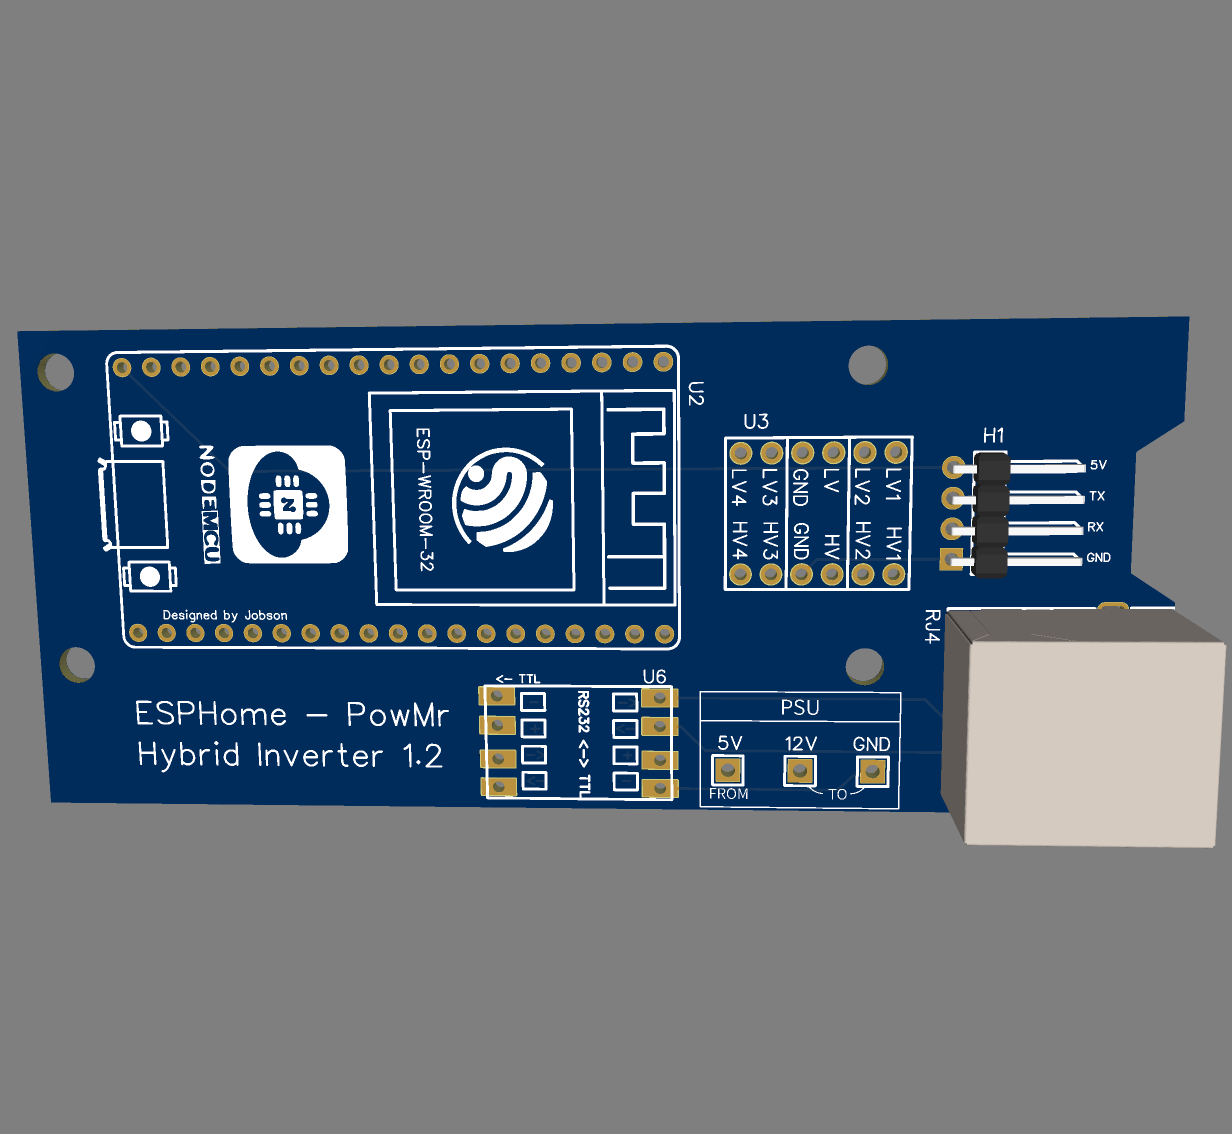 U2
NODEMCU
ESP-WROOM-32
Designed by Jobson
U3
LV4 LV3 GND LV LV2 LV1
HV4 HV3 GND HV HV2 HV1
H1
5V
TX
RX
GND
RJ4
ESPHome - PowMr
Hybrid Inverter 1.2
<- TTL
U6
RS232 <-> TTL
PSU
5V 12V GND
FROM TO